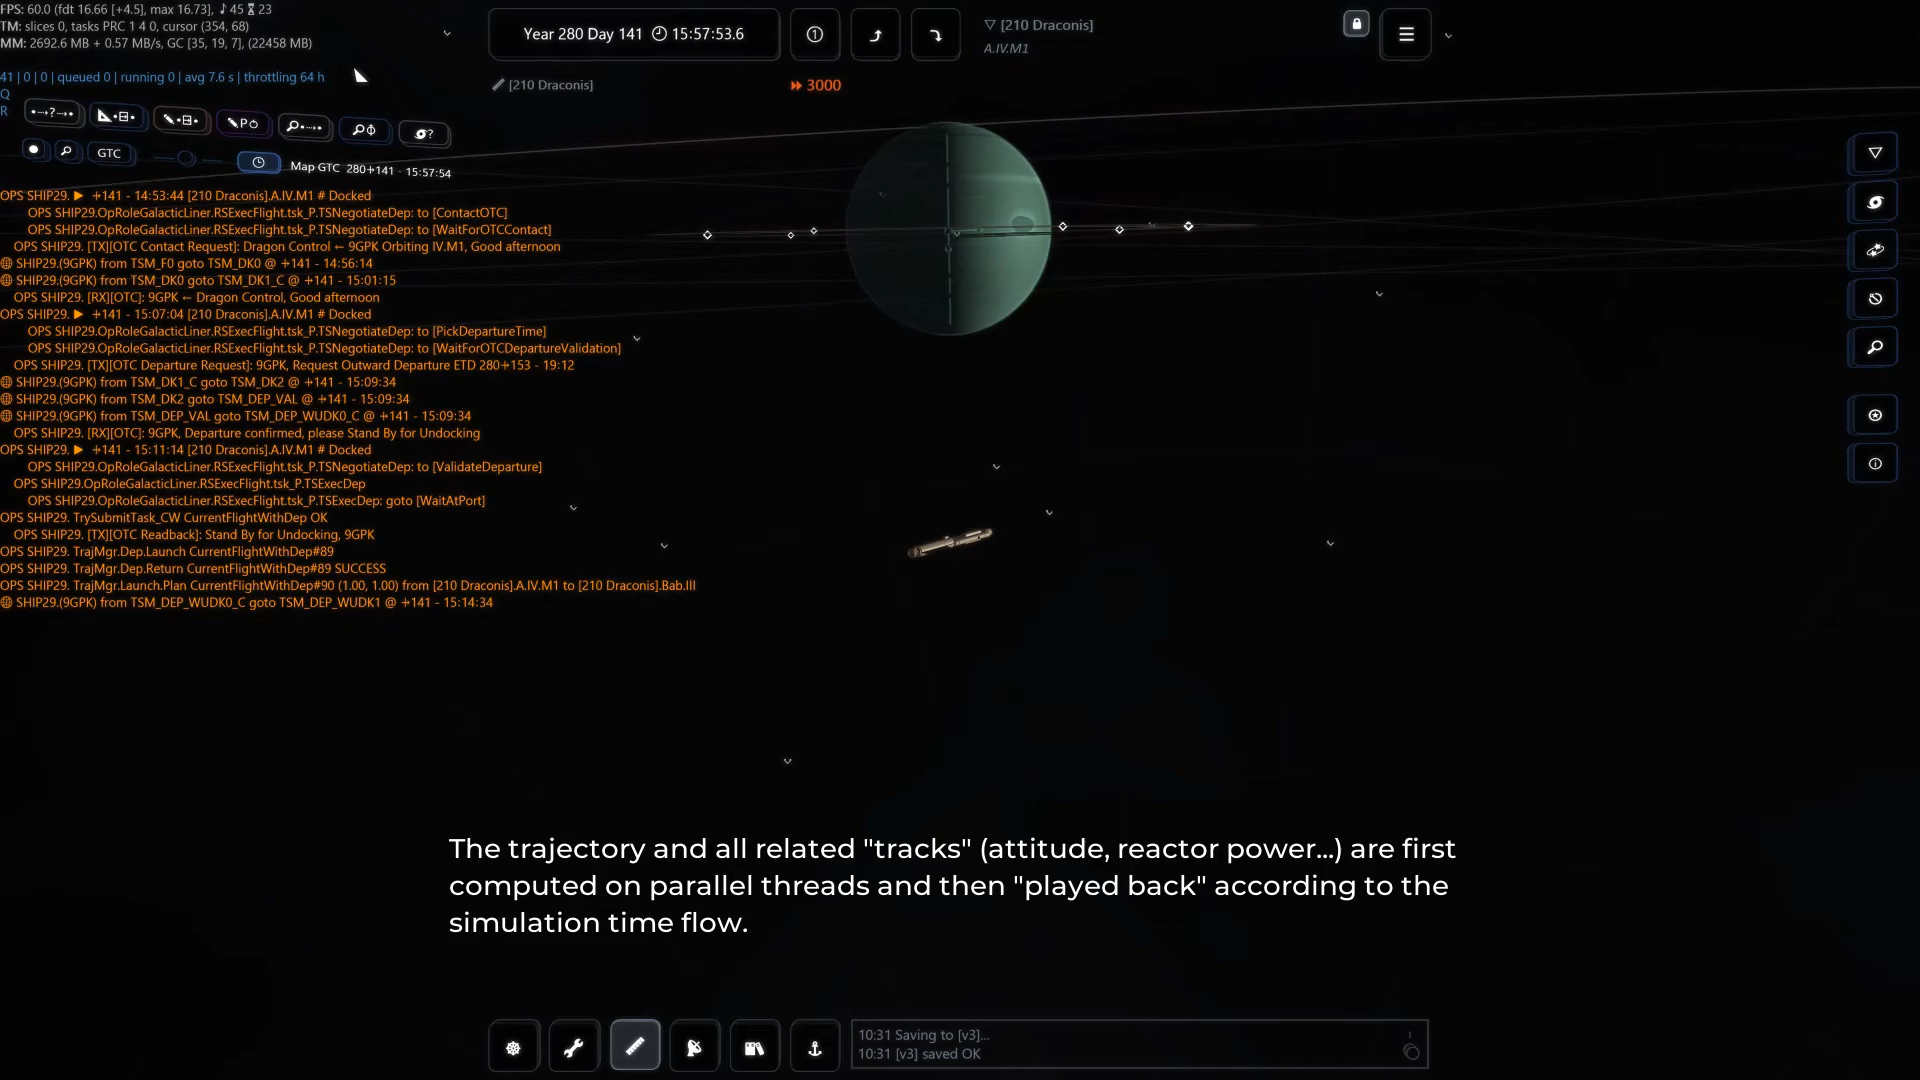 FPS: 60.0 (fdt 16.66 [+4.5], max 16.73), ♪ 45 ⧗ 23
TM: slices 0, tasks PRC 1 4 0, cursor (354, 68)
MM: 2692.6 MB + 0.57 MB/s, GC [35, 19, 7], (22458 MB)
41 | 0 | 0 | queued 0 | running 0 | avg 7.6 s | throttling 64 h
Q
R
Year 280 Day 141 15:57:53.6
▽ [210 Draconis]
A.IV.M1
[210 Draconis]
3000
P
?
GTC
Map GTC 280+141 - 15:57:54
OPS SHIP29. ▶ +141 - 14:53:44 [210 Draconis].A.IV.M1 # Docked
OPS SHIP29.OpRoleGalacticLiner.RSExecFlight.tsk_P.TSNegotiateDep: to [ContactOTC]
OPS SHIP29.OpRoleGalacticLiner.RSExecFlight.tsk_P.TSNegotiateDep: to [WaitForOTCContact]
OPS SHIP29. [TX][OTC Contact Request]: Dragon Control ← 9GPK Orbiting IV.M1, Good afternoon
SHIP29.(9GPK) from TSM_F0 goto TSM_DK0 @ +141 - 14:56:14
SHIP29.(9GPK) from TSM_DK0 goto TSM_DK1_C @ +141 - 15:01:15
OPS SHIP29. [RX][OTC]: 9GPK ← Dragon Control, Good afternoon
OPS SHIP29. ▶ +141 - 15:07:04 [210 Draconis].A.IV.M1 # Docked
OPS SHIP29.OpRoleGalacticLiner.RSExecFlight.tsk_P.TSNegotiateDep: to [PickDepartureTime]
OPS SHIP29.OpRoleGalacticLiner.RSExecFlight.tsk_P.TSNegotiateDep: to [WaitForOTCDepartureValidation]
OPS SHIP29. [TX][OTC Departure Request]: 9GPK, Request Outward Departure ETD 280+153 - 19:12
SHIP29.(9GPK) from TSM_DK1_C goto TSM_DK2 @ +141 - 15:09:34
SHIP29.(9GPK) from TSM_DK2 goto TSM_DEP_VAL @ +141 - 15:09:34
SHIP29.(9GPK) from TSM_DEP_VAL goto TSM_DEP_WUDK0_C @ +141 - 15:09:34
OPS SHIP29. [RX][OTC]: 9GPK, Departure confirmed, please Stand By for Undocking
OPS SHIP29. ▶ +141 - 15:11:14 [210 Draconis].A.IV.M1 # Docked
OPS SHIP29.OpRoleGalacticLiner.RSExecFlight.tsk_P.TSNegotiateDep: to [ValidateDeparture]
OPS SHIP29.OpRoleGalacticLiner.RSExecFlight.tsk_P.TSExecDep
OPS SHIP29.OpRoleGalacticLiner.RSExecFlight.tsk_P.TSExecDep: goto [WaitAtPort]
OPS SHIP29. TrySubmitTask_CW CurrentFlightWithDep OK
OPS SHIP29. [TX][OTC Readback]: Stand By for Undocking, 9GPK
OPS SHIP29. TrajMgr.Dep.Launch CurrentFlightWithDep#89
OPS SHIP29. TrajMgr.Dep.Return CurrentFlightWithDep#89 SUCCESS
OPS SHIP29. TrajMgr.Launch.Plan CurrentFlightWithDep#90 (1.00, 1.00) from [210 Draconis].A.IV.M1 to [210 Draconis].Bab.III
SHIP29.(9GPK) from TSM_DEP_WUDK0_C goto TSM_DEP_WUDK1 @ +141 - 15:14:34
The trajectory and all related "tracks" (attitude, reactor power...) are first
computed on parallel threads and then "played back" according to the
simulation time flow.
10:31 Saving to [v3]...
10:31 [v3] saved OK